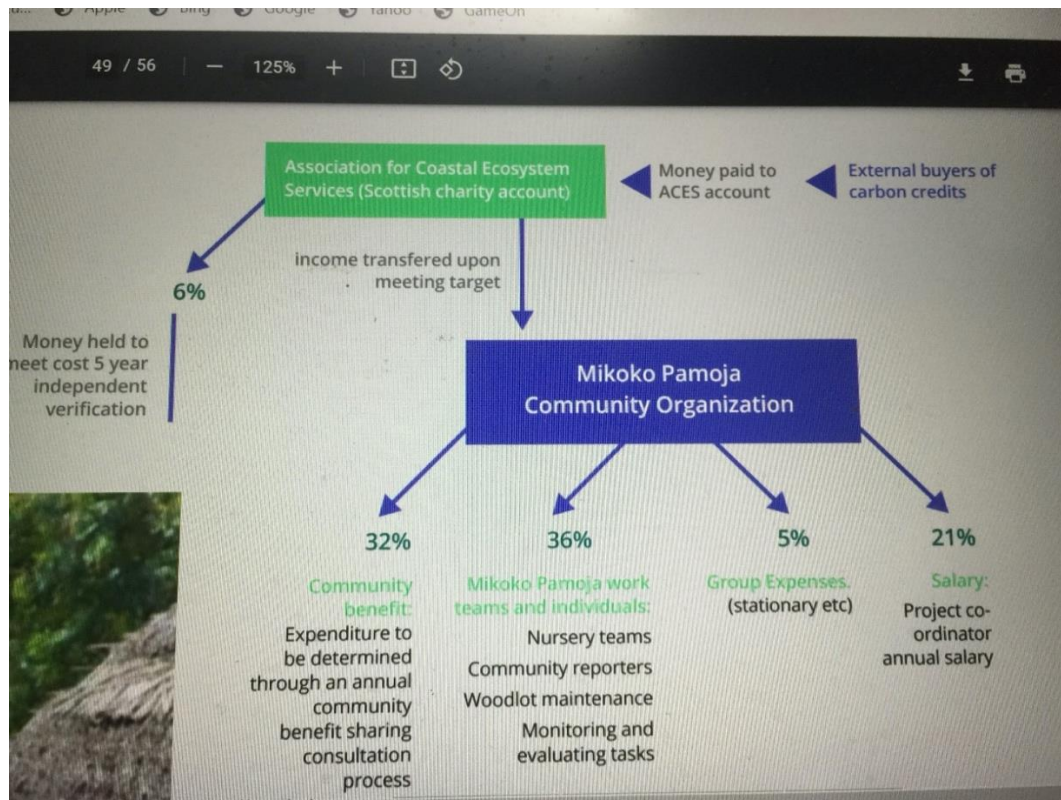 Apple
Bing
Google
Yahoo
GameOn
49 / 56
125%
Association for Coastal Ecosystem
Services (Scottish charity account)
Money paid to
ACES account
External buyers of
carbon credits
income transfered upon
meeting target
6%
Money held to
meet cost 5 year
independent
verification
Mikoko Pamoja
Community Organization
32%
Community
benefit:
Expenditure to
be determined
through an annual
community
benefit sharing
consultation
process
36%
Mikoko Pamoja work
teams and individuals:
Nursery teams
Community reporters
Woodlot maintenance
Monitoring and
evaluating tasks
5%
Group Expenses.
(stationary etc)
21%
Salary:
Project co-
ordinator
annual salary